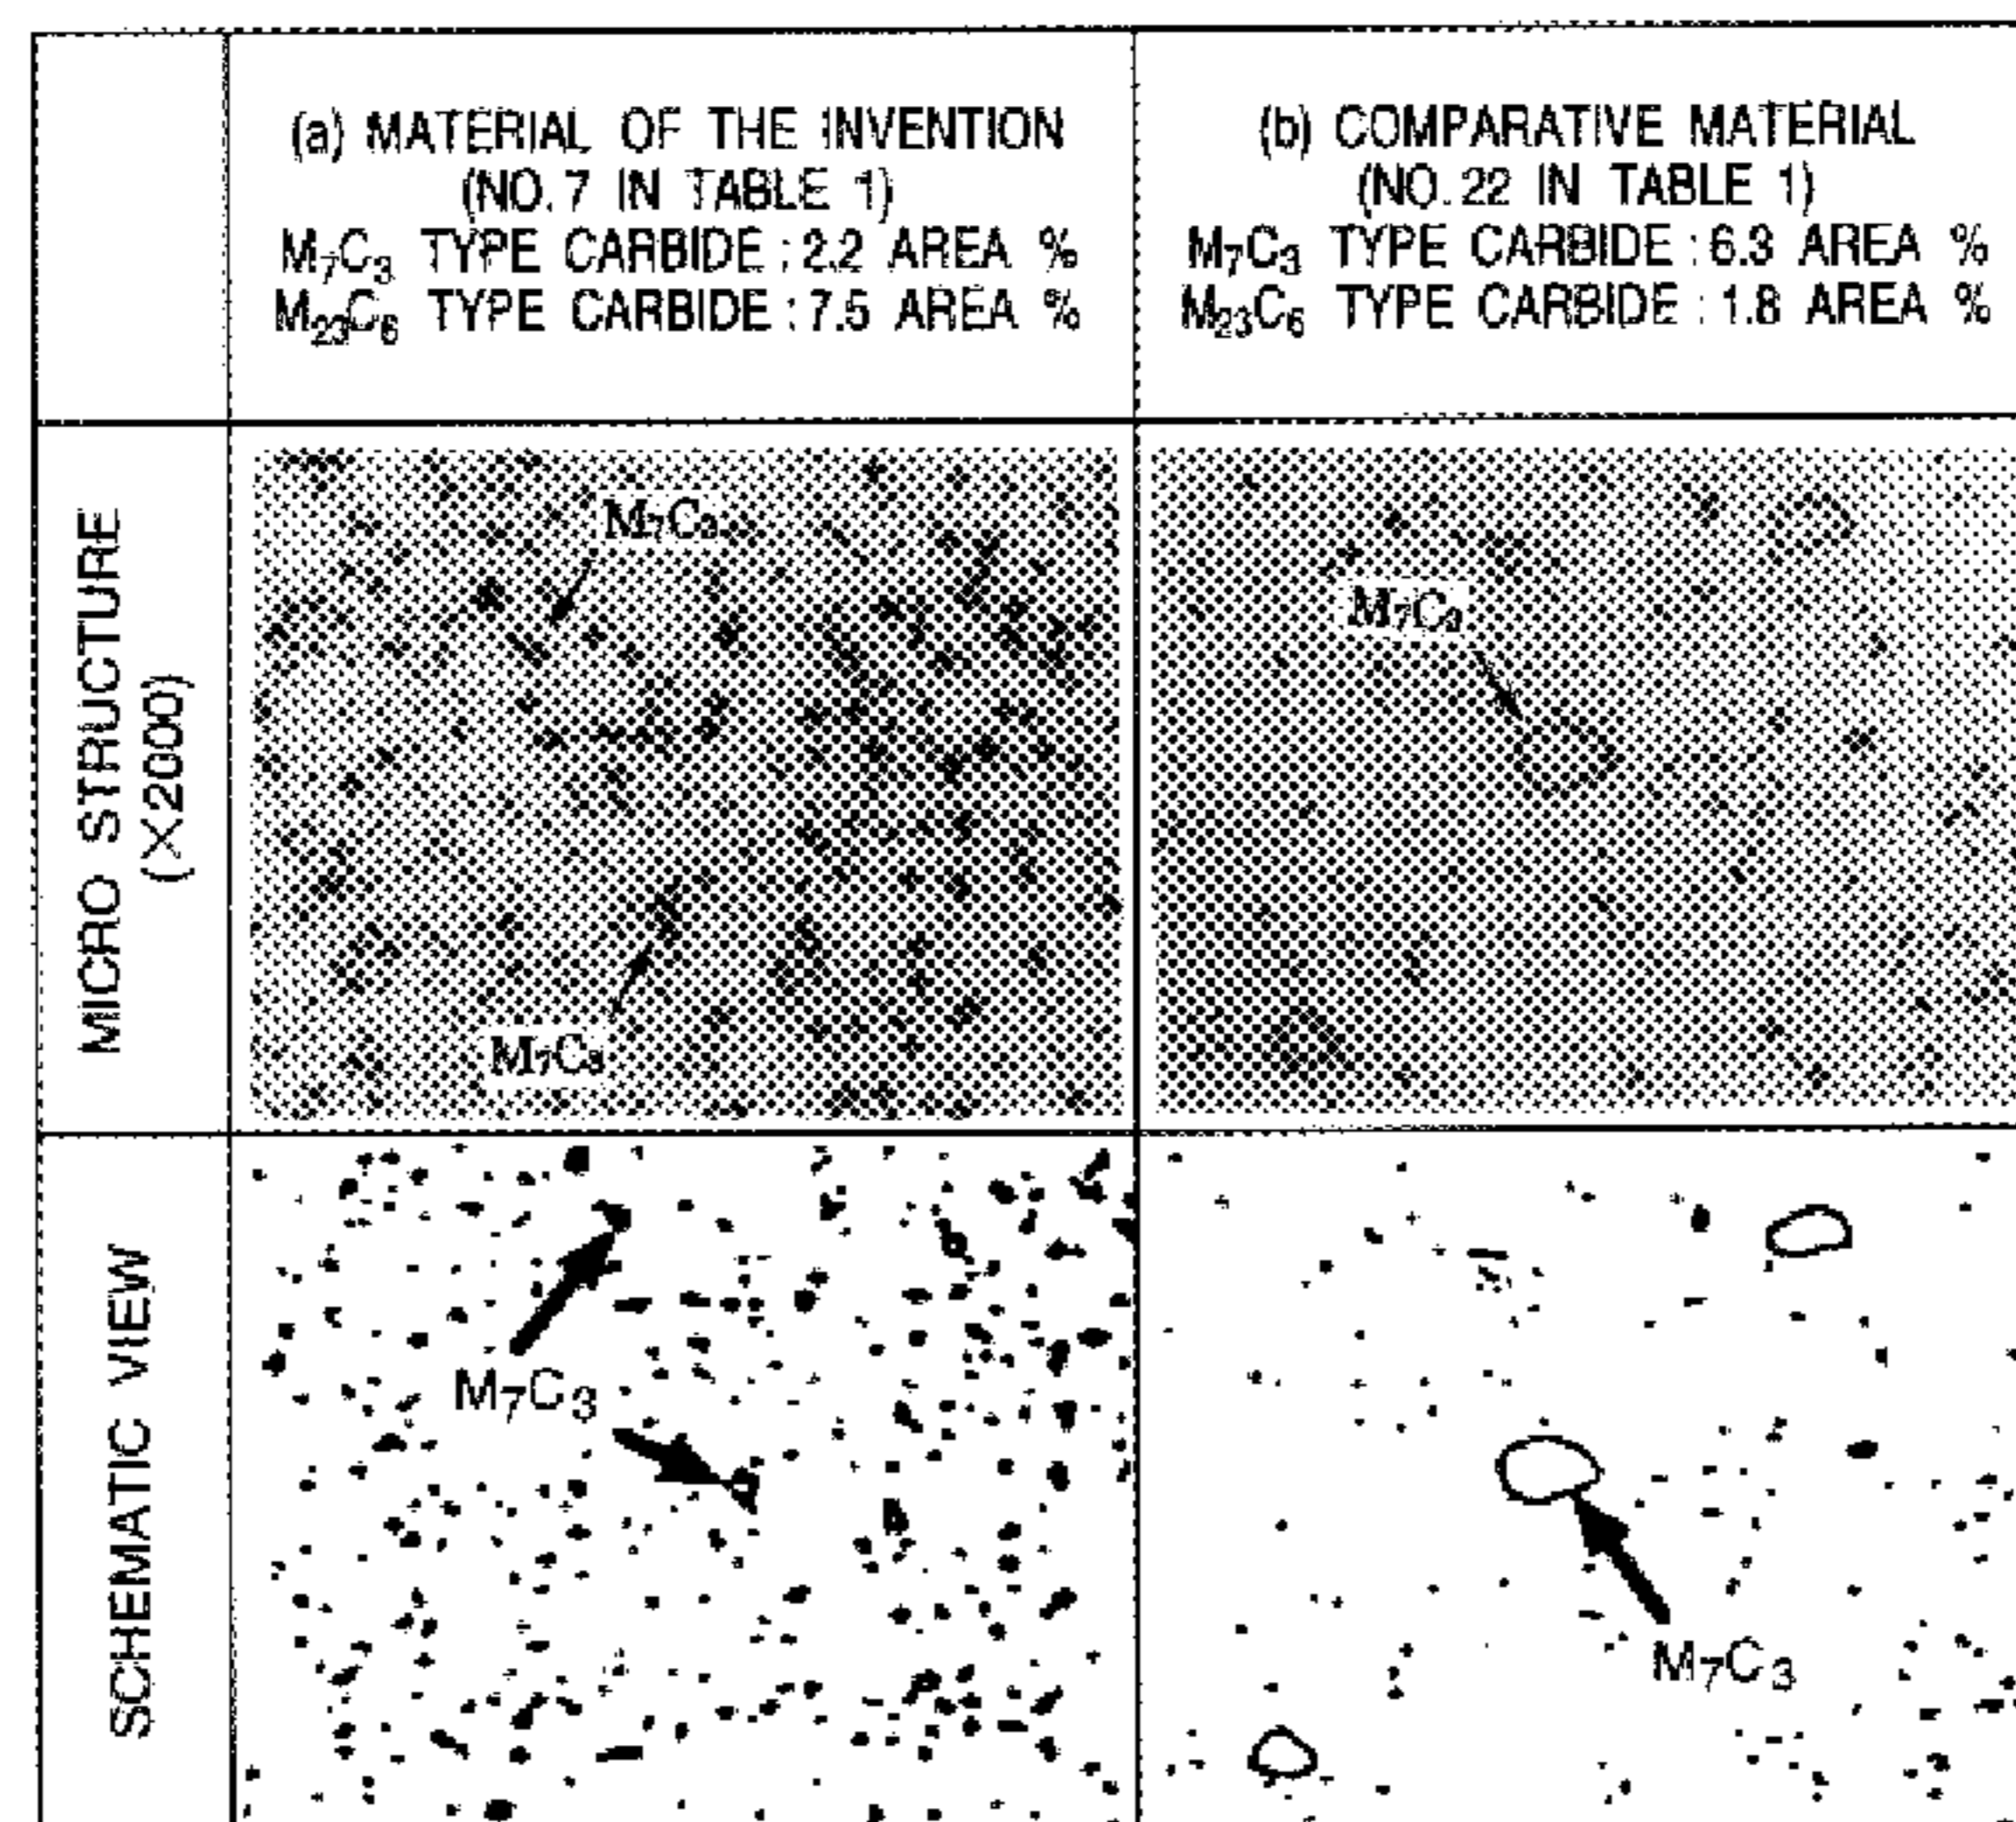 (a) MATERIAL OF THE INVENTION
(NO. 7 IN TABLE 1)
M₇C₃ TYPE CARBIDE : 2.2 AREA %
M₂₃C₆ TYPE CARBIDE : 7.5 AREA %
(b) COMPARATIVE MATERIAL
(NO. 22 IN TABLE 1)
M₇C₃ TYPE CARBIDE : 6.3 AREA %
M₂₃C₆ TYPE CARBIDE : 1.8 AREA %
MICRO STRUCTURE
(×2000)
M₇C₃
M₇C₃
M₇C₃
SCHEMATIC VIEW
M₇C₃
M₇C₃